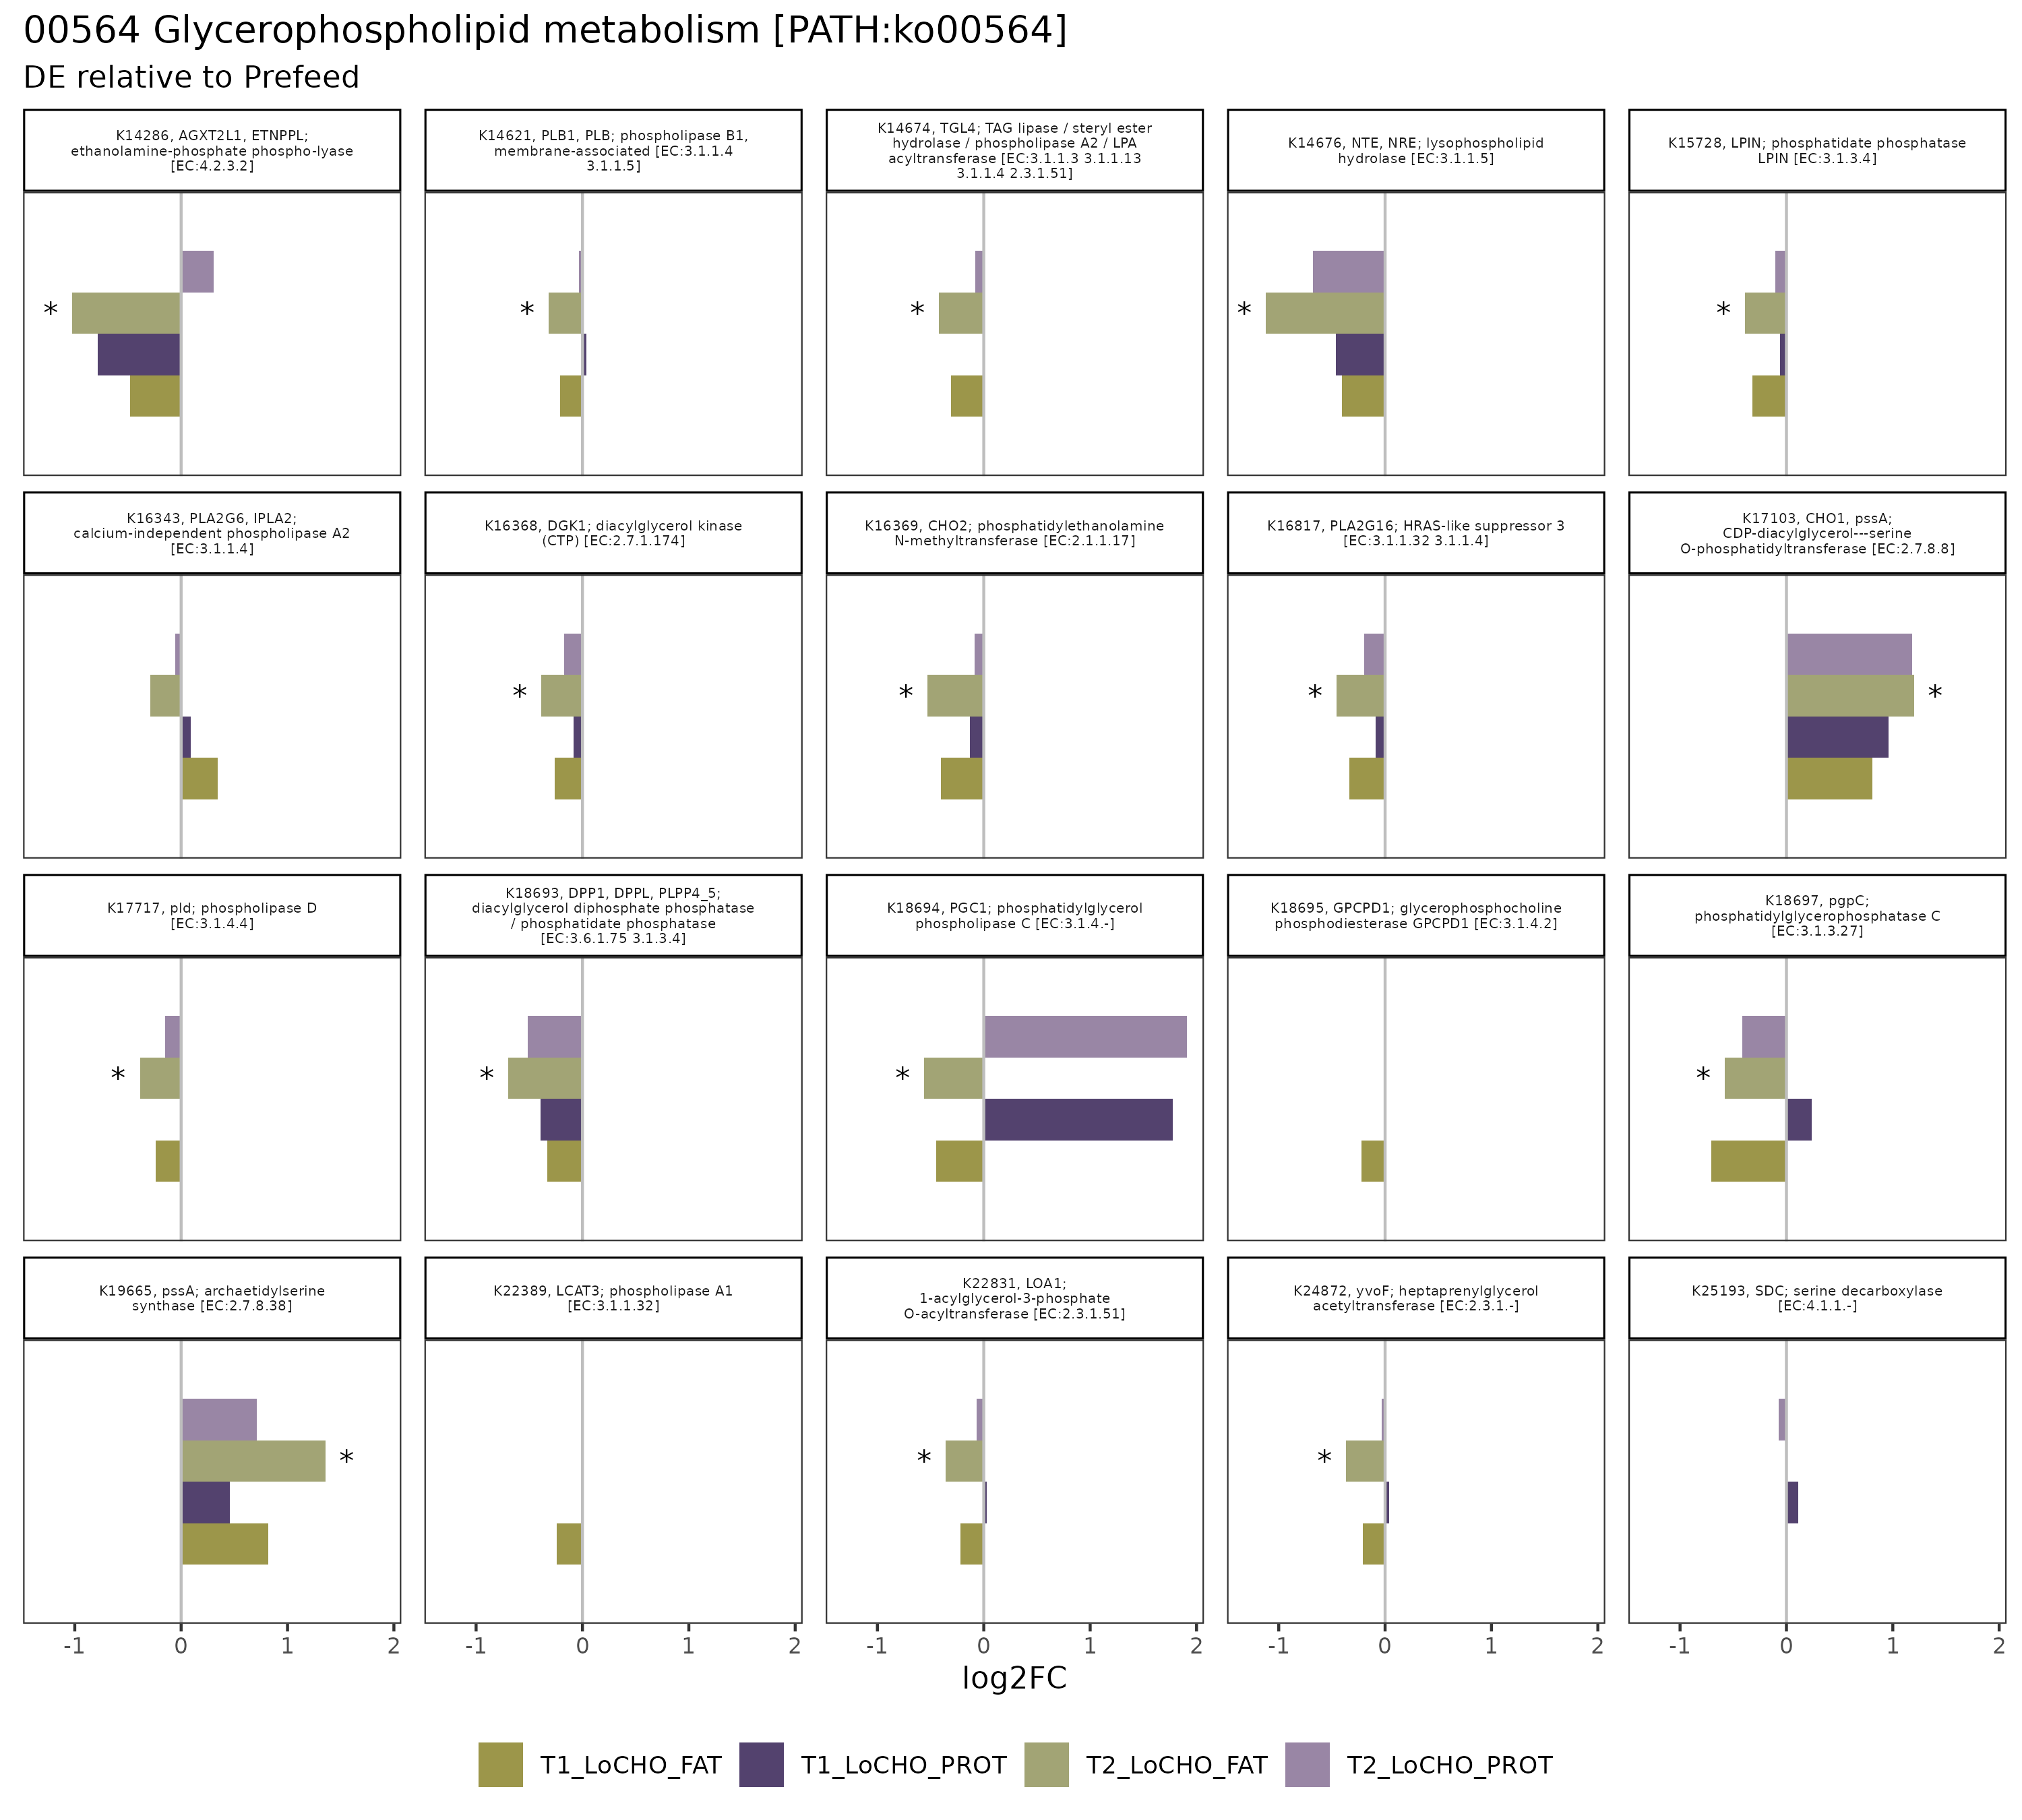 00564 Glycerophospholipid metabolism [PATH:ko00564]
DE relative to Prefeed
K14286, AGXT2L1, ETNPPL;
ethanolamine-phosphate phospho-lyase
[EC:4.2.3.2]
K14621, PLB1, PLB; phospholipase B1,
membrane-associated [EC:3.1.1.4
3.1.1.5]
K14674, TGL4; TAG lipase / steryl ester
hydrolase / phospholipase A2 / LPA
acyltransferase [EC:3.1.1.3 3.1.1.13
3.1.1.4 2.3.1.51]
K14676, NTE, NRE; lysophospholipid
hydrolase [EC:3.1.1.5]
K15728, LPIN; phosphatidate phosphatase
LPIN [EC:3.1.3.4]
*
*
*
*
*
K16343, PLA2G6, IPLA2;
calcium-independent phospholipase A2
[EC:3.1.1.4]
K16368, DGK1; diacylglycerol kinase
(CTP) [EC:2.7.1.174]
K16369, CHO2; phosphatidylethanolamine
N-methyltransferase [EC:2.1.1.17]
K16817, PLA2G16; HRAS-like suppressor 3
[EC:3.1.1.32 3.1.1.4]
K17103, CHO1, pssA;
CDP-diacylglycerol---serine
O-phosphatidyltransferase [EC:2.7.8.8]
*
*
*
*
K17717, pld; phospholipase D
[EC:3.1.4.4]
K18693, DPP1, DPPL, PLPP4_5;
diacylglycerol diphosphate phosphatase
/ phosphatidate phosphatase
[EC:3.6.1.75 3.1.3.4]
K18694, PGC1; phosphatidylglycerol
phospholipase C [EC:3.1.4.-]
K18695, GPCPD1; glycerophosphocholine
phosphodiesterase GPCPD1 [EC:3.1.4.2]
K18697, pgpC;
phosphatidylglycerophosphatase C
[EC:3.1.3.27]
*
*
*
*
K19665, pssA; archaetidylserine
synthase [EC:2.7.8.38]
K22389, LCAT3; phospholipase A1
[EC:3.1.1.32]
K22831, LOA1;
1-acylglycerol-3-phosphate
O-acyltransferase [EC:2.3.1.51]
K24872, yvoF; heptaprenylglycerol
acetyltransferase [EC:2.3.1.-]
K25193, SDC; serine decarboxylase
[EC:4.1.1.-]
*
*
*
-1 0 1 2
-1 0 1 2
-1 0 1 2
-1 0 1 2
-1 0 1 2
log2FC
T1_LoCHO_FAT
T1_LoCHO_PROT
T2_LoCHO_FAT
T2_LoCHO_PROT